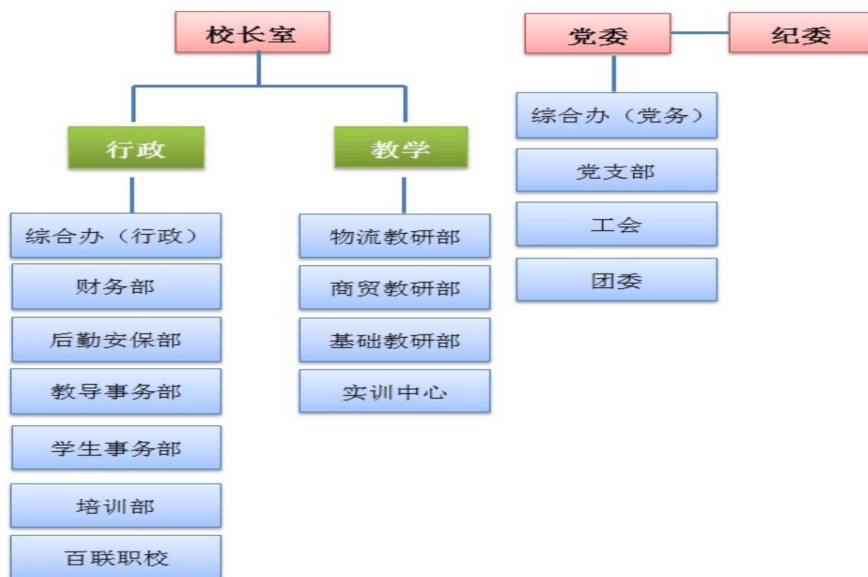 校长室
行政
综合办（行政）
财务部
后勤安保部
教导事务部
学生事务部
培训部
百联职校
教学
物流教研部
商贸教研部
基础教研部
实训中心
党委
纪委
综合办（党务）
党支部
工会
团委